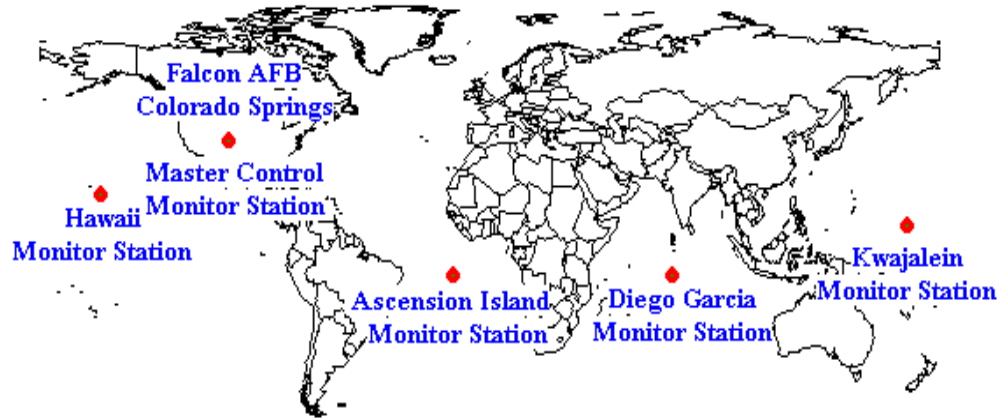 Falcon AFB
Colorado Springs
Master Control
Monitor Station
Hawaii
Monitor Station
Ascension Island
Monitor Station
Diego Garcia
Monitor Station
Kwajalein
Monitor Station